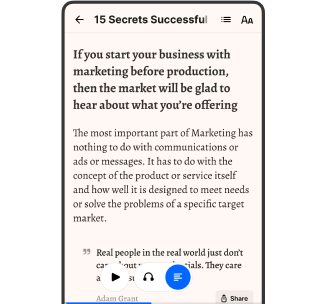 15 Secrets Successful
AA
If you start your business with
marketing before production,
then the market will be glad to
hear about what you're offering
The most important part of Marketing has
nothing to do with communications or
ads or messages. It has to do with the
concept of the product or service itself
and how well it is designed to meet needs
or solve the problems of a specific target
market.
" Real people in the real world just don't
They care
Adam Grant
Share